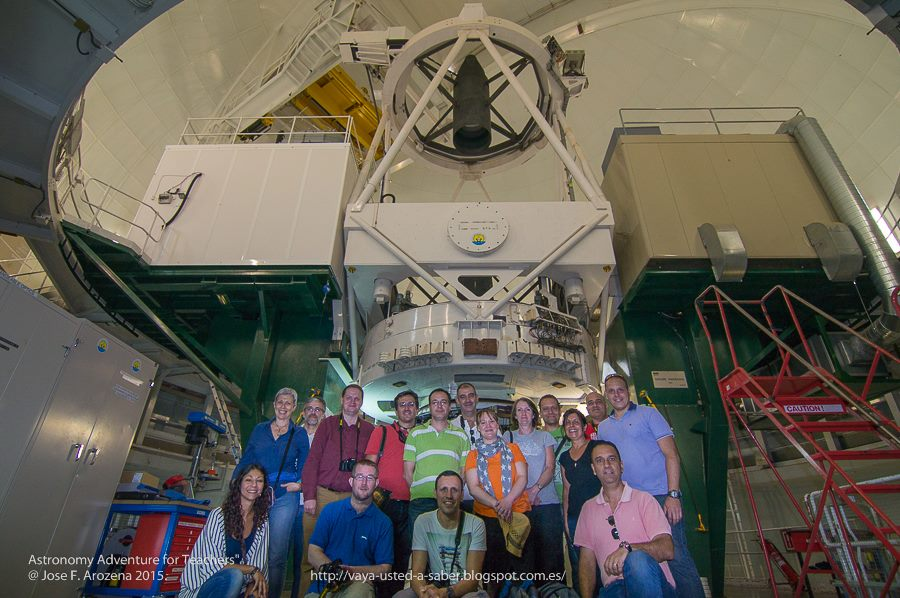 CAUTION!
Astronomy Adventure for Teachers"
@ Jose F. Arozena 2015.
http://vaya-usted-a-saber.blogspot.com.es/